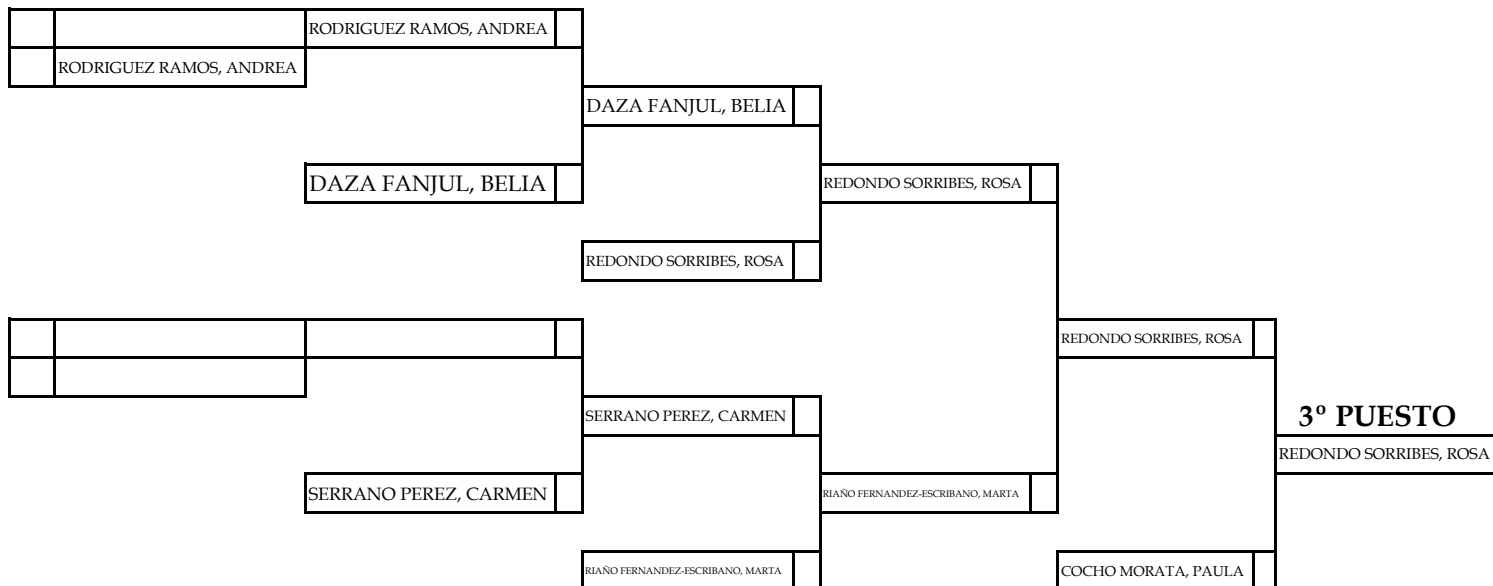 RODRIGUEZ RAMOS, ANDREA
RODRIGUEZ RAMOS, ANDREA
DAZA FANJUL, BELIA
DAZA FANJUL, BELIA
REDONDO SORRIBES, ROSA
REDONDO SORRIBES, ROSA
REDONDO SORRIBES, ROSA
SERRANO PEREZ, CARMEN
3º PUESTO
REDONDO SORRIBES, ROSA
SERRANO PEREZ, CARMEN
RIAÑO FERNANDEZ-ESCRIBANO, MARTA
RIAÑO FERNANDEZ-ESCRIBANO, MARTA
COCHO MORATA, PAULA